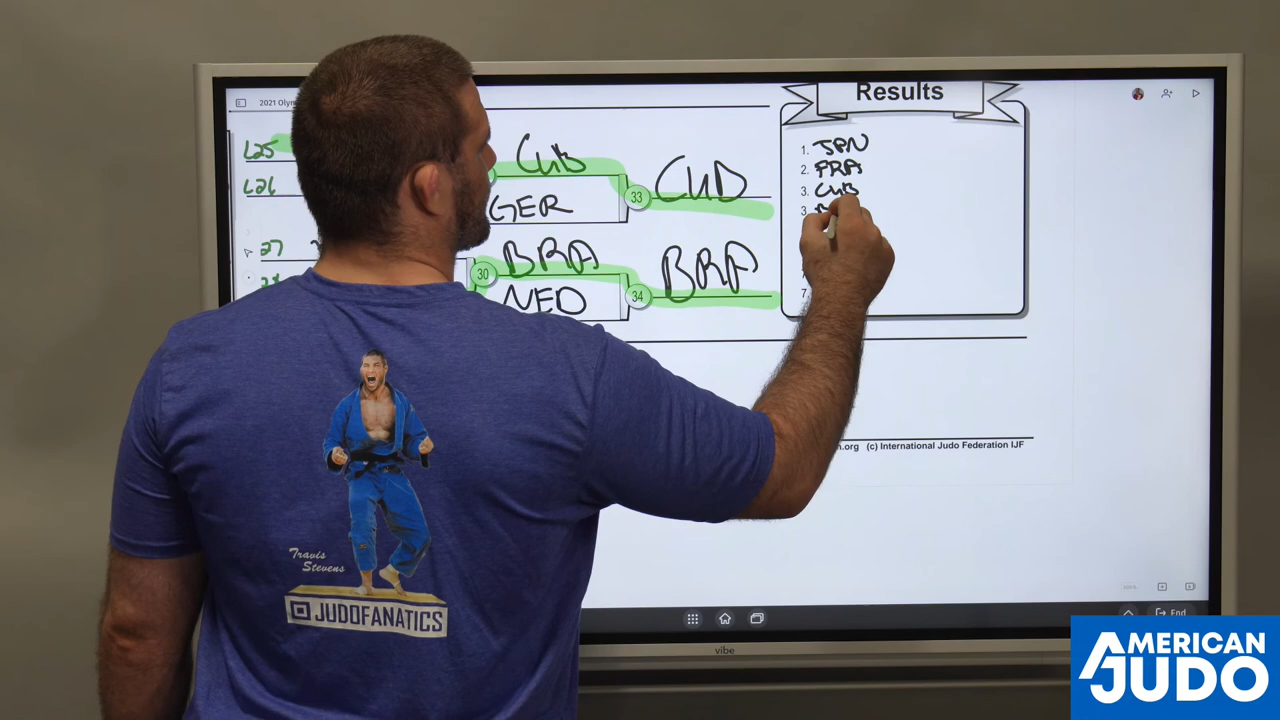 2021 Olym
Results
L25
L26
27
CUB
GER
33
CUB
1. JPN
2. FRA
3. CUB
3.
BRA
30
NED
34
BRA
7.
n.org (c) International Judo Federation IJF
End
vibe
Travis
Stevens
JUDOFANATICS
AMERICAN
JUDO